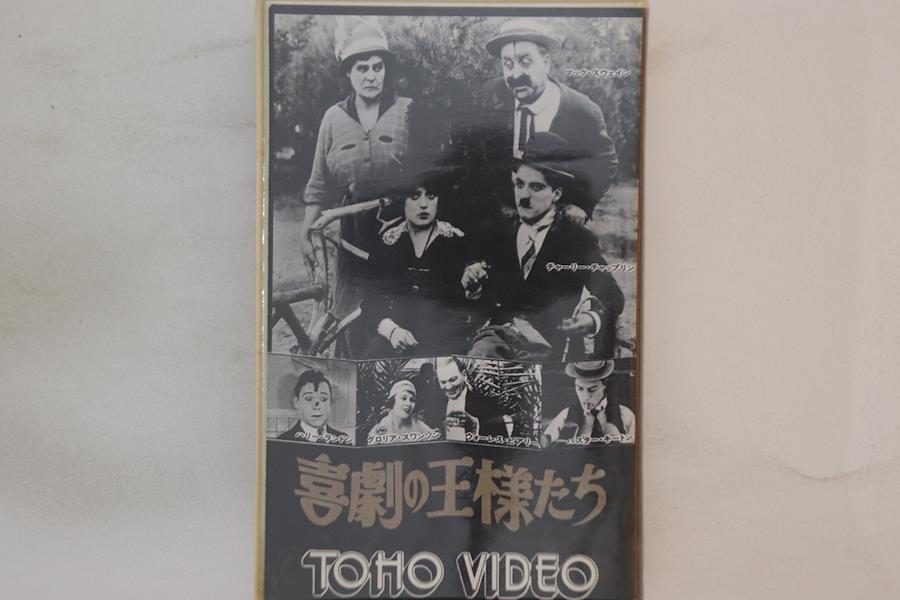 マック・スウェイン
チャーリー・チャップリン
ハリー・ラングドン
グロリア・スワンソン
ウォーレス・ビアリー
バスター・キートン
喜劇の王様たち
TOHO VIDEO